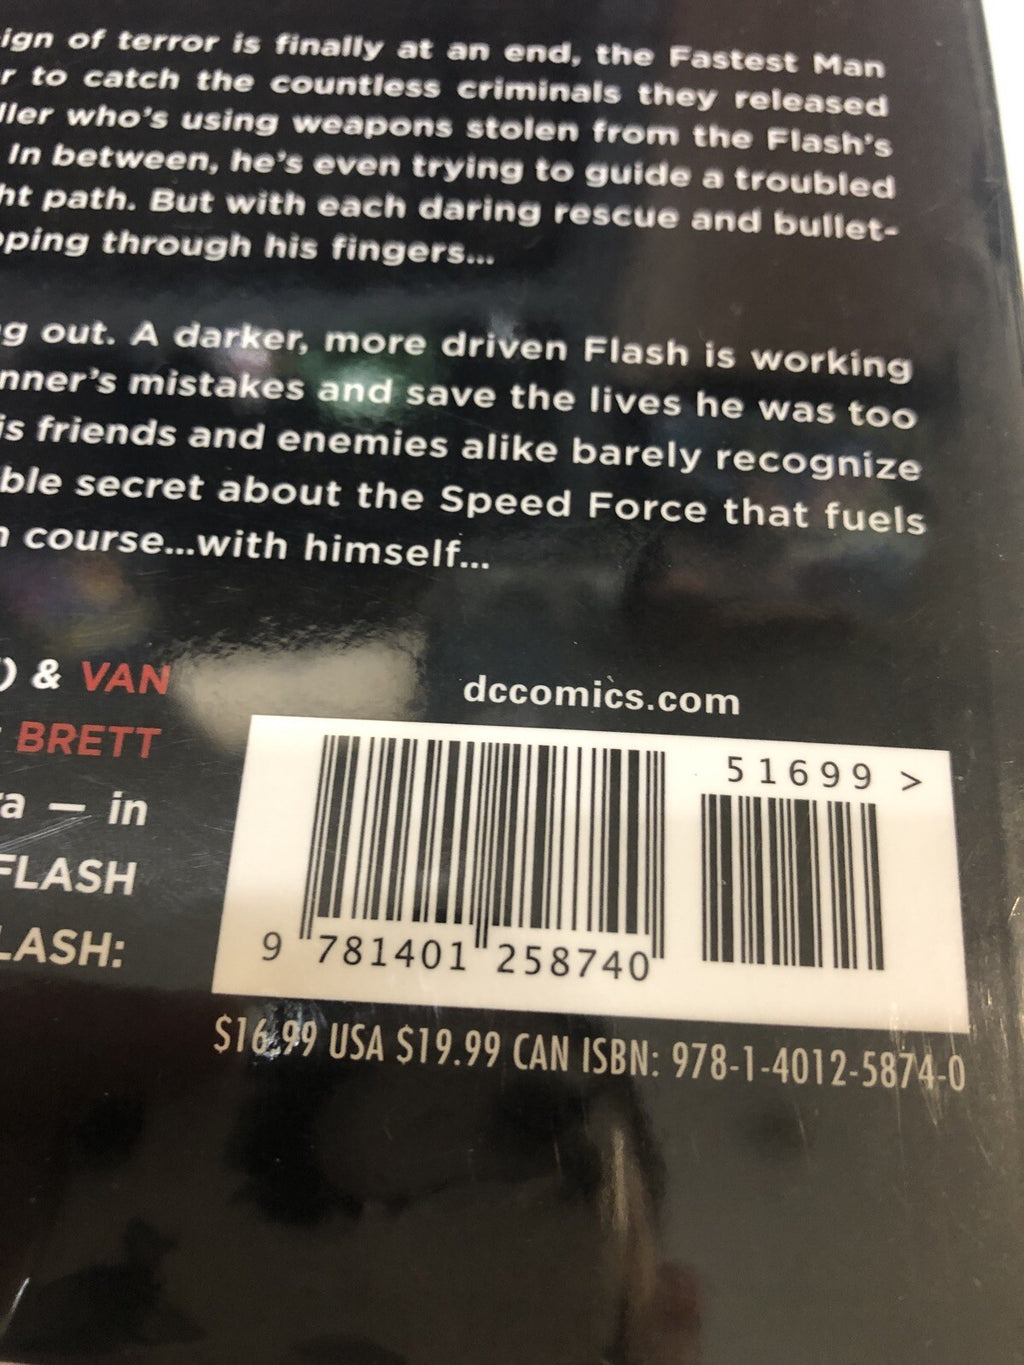 ign of terror is finally at an end, the Fastest Man
r to catch the countless criminals they released
ller who's using weapons stolen from the Flash's
In between, he's even trying to guide a troubled
ht path. But with each daring rescue and bullet-
pping through his fingers...
g out. A darker, more driven Flash is working
nner's mistakes and save the lives he was too
is friends and enemies alike barely recognize
ble secret about the Speed Force that fuels
n course...with himself...
) & VAN
BRETT
ra — in
FLASH
LASH:
dccomics.com
51699 >
9 781401 258740
$16.99 USA $19.99 CAN ISBN: 978-1-4012-5874-0